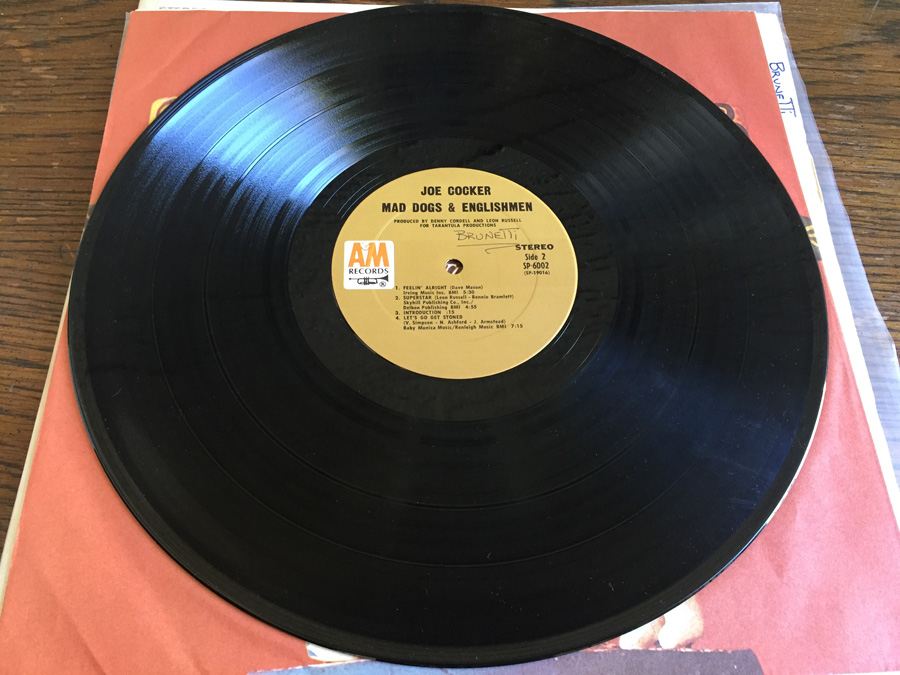 BRUNETTI
JOE COCKER
MAD DOGS & ENGLISHMEN
PRODUCED BY DENNY CORDELL AND LEON RUSSELL
FOR TARANTULA PRODUCTIONS
BRUNETTI
STEREO
Side 2
SP-6002
(SP-19016)
A&M
RECORDS
1. FEELIN' ALRIGHT (Dave Mason)
Irving Music Inc. BMI 5:30
2. SUPERSTAR (Leon Russell - Bonnie Bramlett)
Skyhill Publishing Co., Inc./
Delbon Publishing BMI 4:55
3. INTRODUCTION :15
4. LET'S GO GET STONED
(V. Simpson - N. Ashford - J. Armstead)
Baby Monica Music/Renleigh Music BMI 7:15